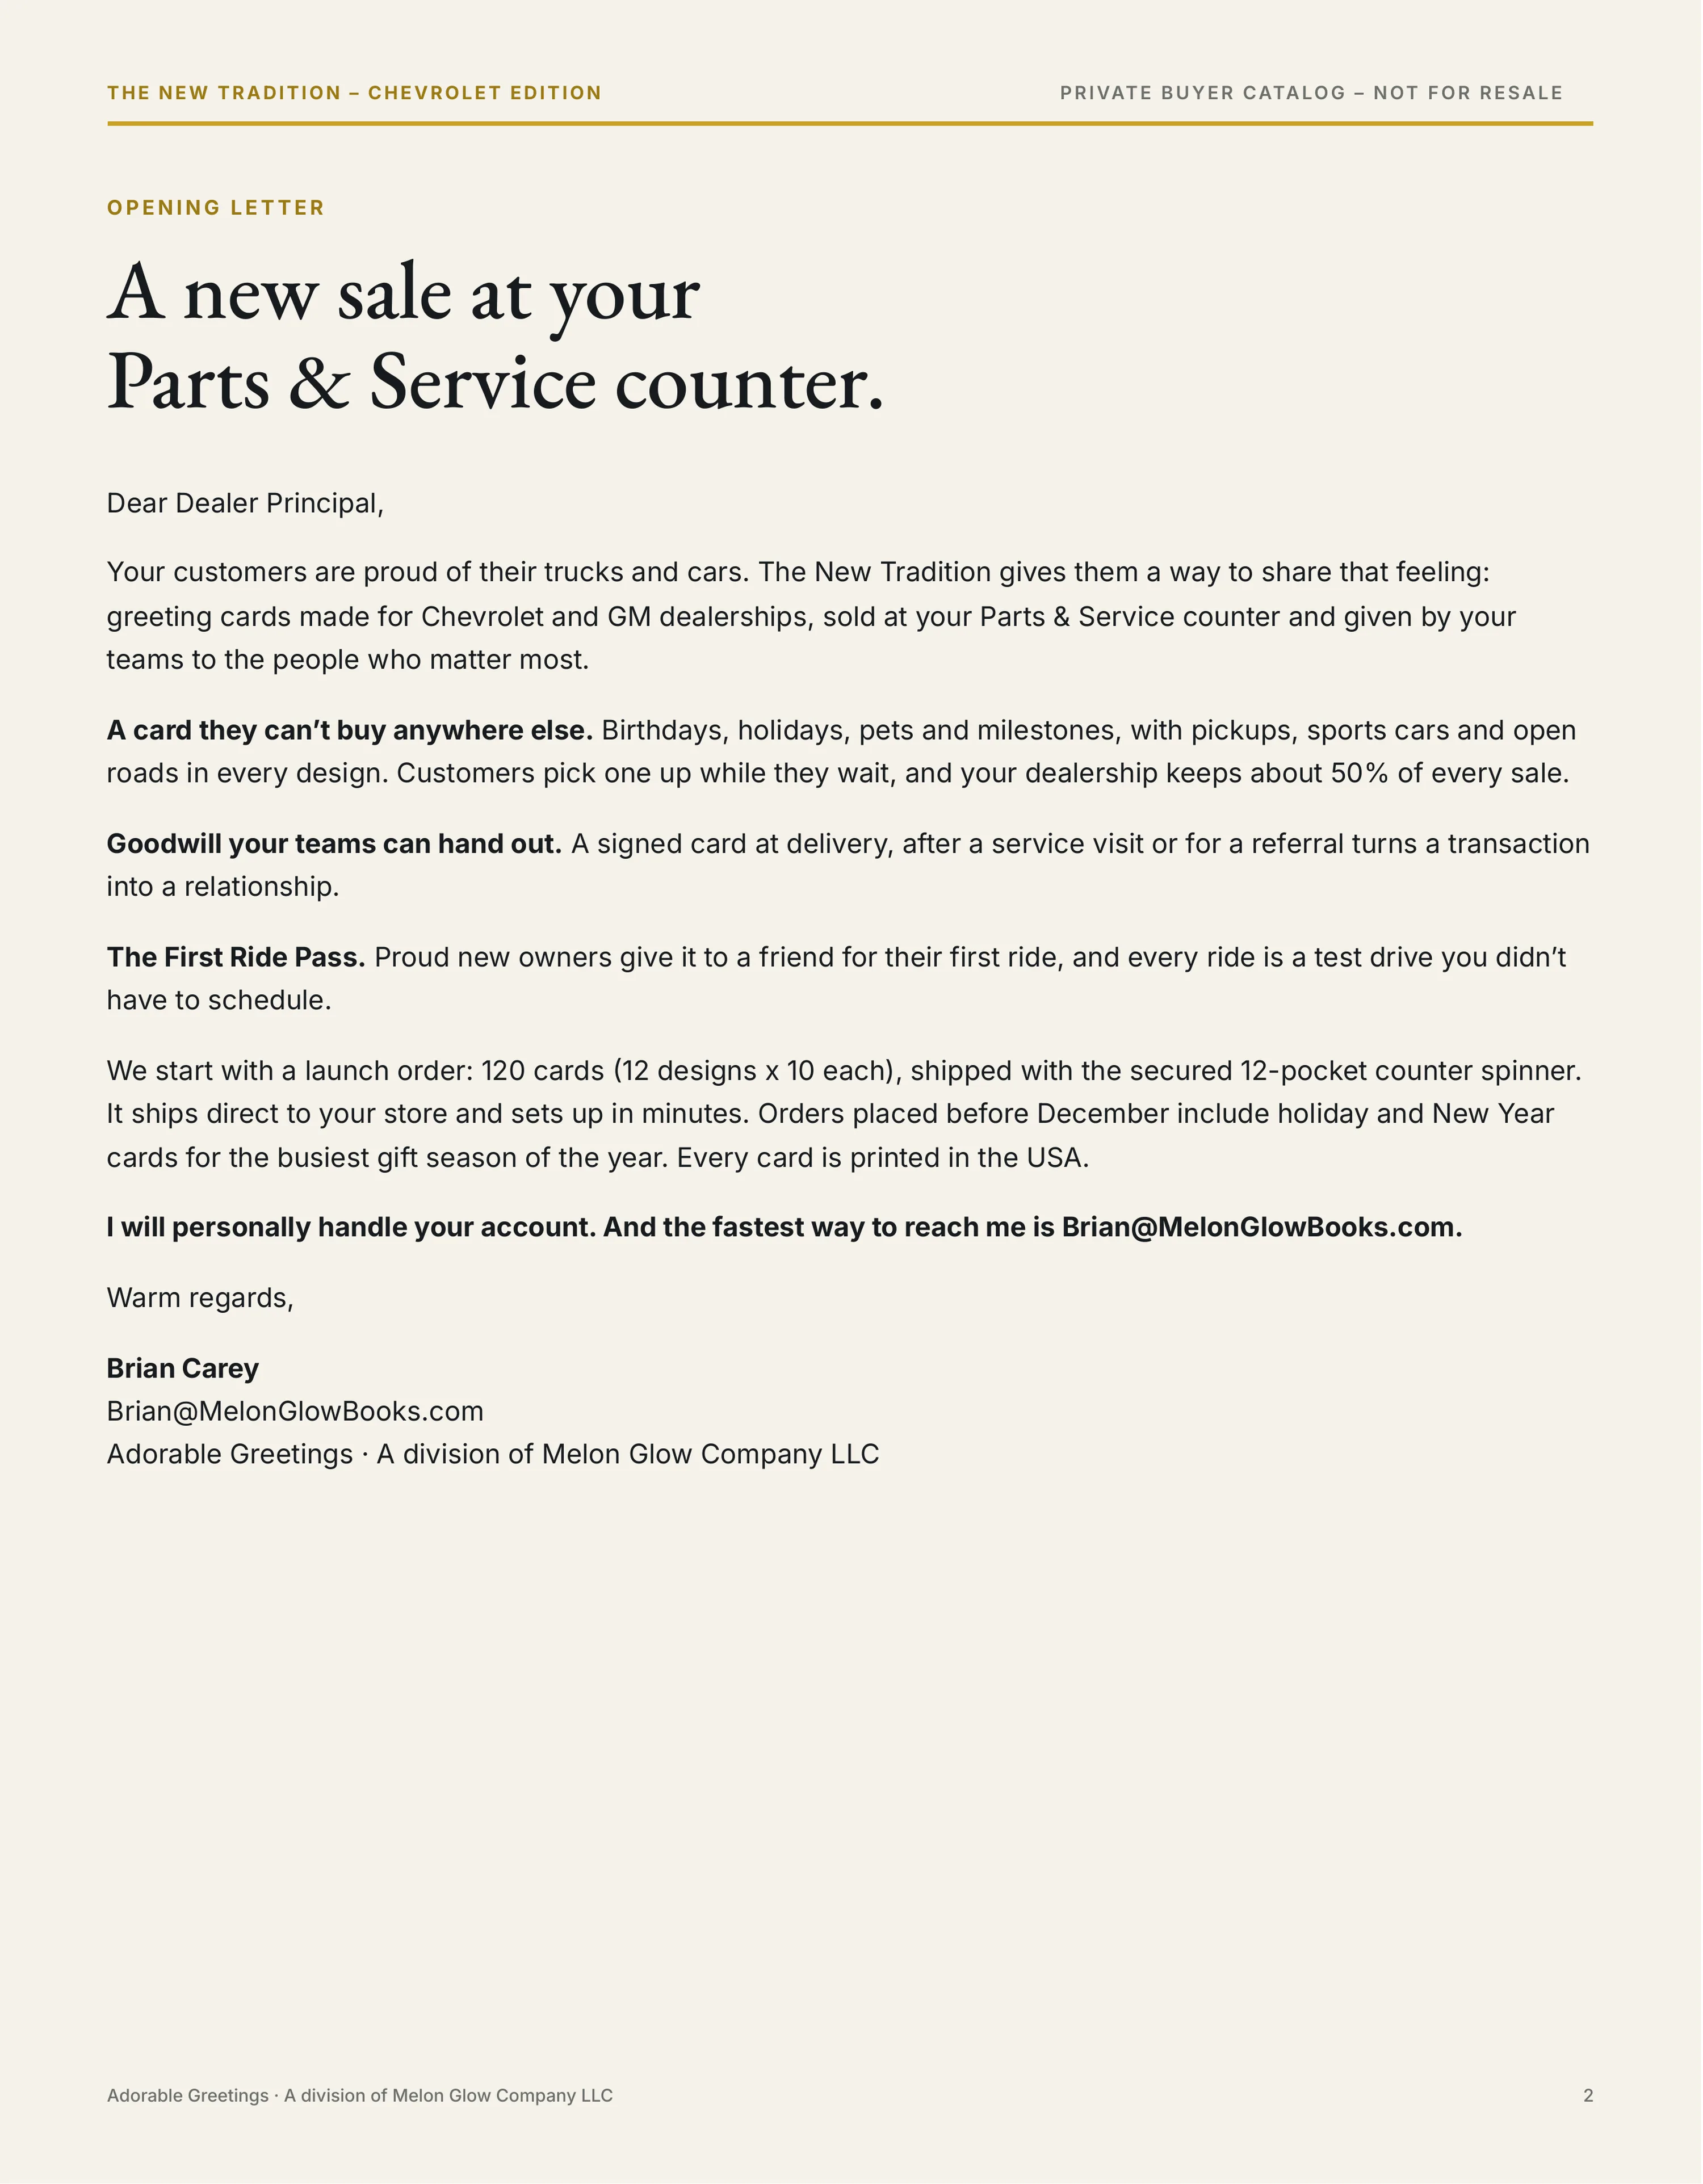 THE NEW TRADITION – CHEVROLET EDITION
PRIVATE BUYER CATALOG – NOT FOR RESALE
OPENING LETTER
A new sale at your
Parts & Service counter.
Dear Dealer Principal,
Your customers are proud of their trucks and cars. The New Tradition gives them a way to share that feeling:
greeting cards made for Chevrolet and GM dealerships, sold at your Parts & Service counter and given by your
teams to the people who matter most.
A card they can’t buy anywhere else. Birthdays, holidays, pets and milestones, with pickups, sports cars and open
roads in every design. Customers pick one up while they wait, and your dealership keeps about 50% of every sale.
Goodwill your teams can hand out. A signed card at delivery, after a service visit or for a referral turns a transaction
into a relationship.
The First Ride Pass. Proud new owners give it to a friend for their first ride, and every ride is a test drive you didn’t
have to schedule.
We start with a launch order: 120 cards (12 designs x 10 each), shipped with the secured 12-pocket counter spinner.
It ships direct to your store and sets up in minutes. Orders placed before December include holiday and New Year
cards for the busiest gift season of the year. Every card is printed in the USA.
I will personally handle your account. And the fastest way to reach me is Brian@MelonGlowBooks.com.
Warm regards,
Brian Carey
Brian@MelonGlowBooks.com
Adorable Greetings · A division of Melon Glow Company LLC
Adorable Greetings · A division of Melon Glow Company LLC
2